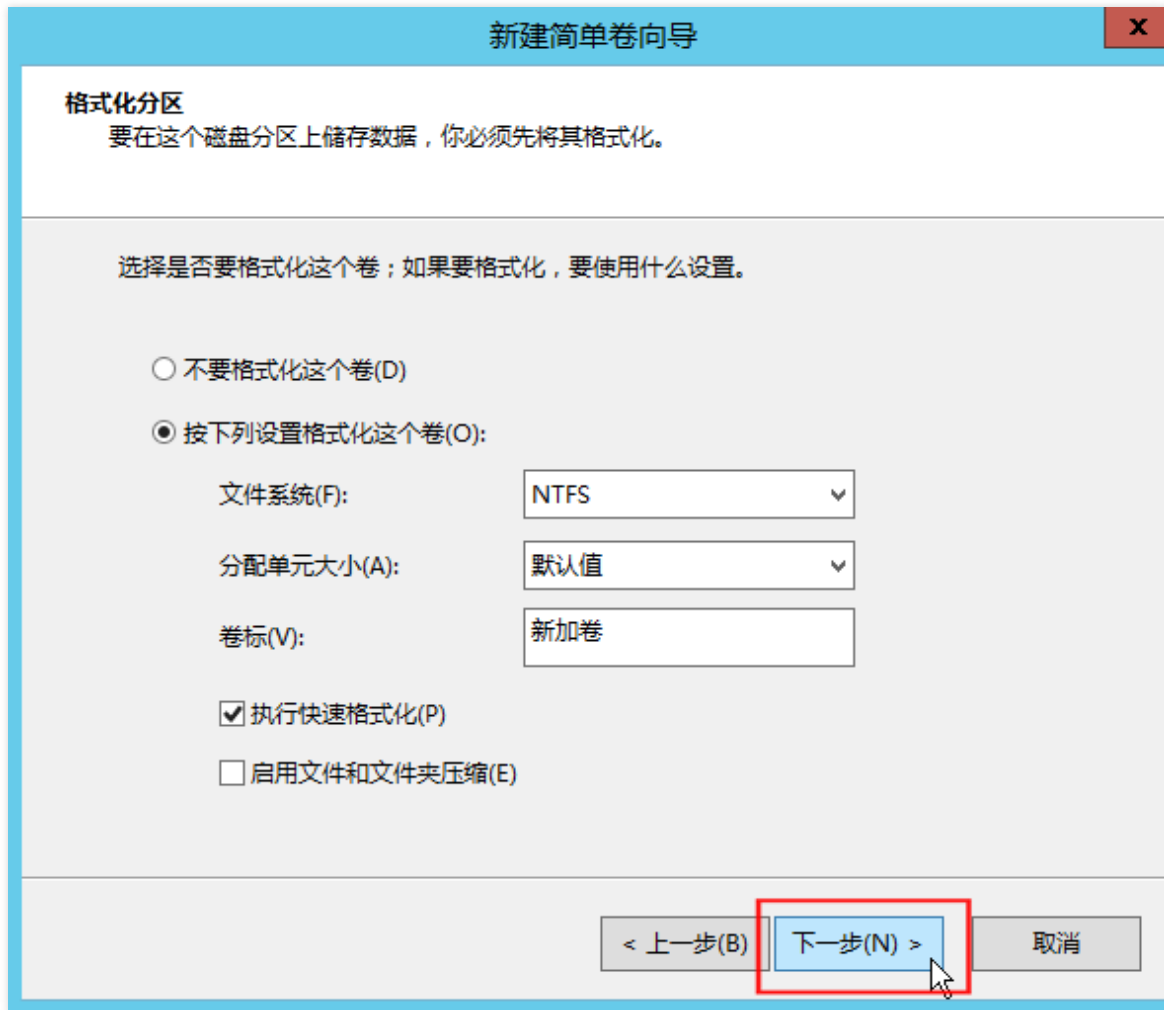 新建简单卷向导
x
格式化分区
要在这个磁盘分区上储存数据，你必须先将其格式化。
选择是否要格式化这个卷；如果要格式化，要使用什么设置。
不要格式化这个卷(D)
按下列设置格式化这个卷(O):
文件系统(F): NTFS
分配单元大小(A): 默认值
卷标(V): 新加卷
执行快速格式化(P)
启用文件和文件夹压缩(E)
< 上一步(B) 下一步(N) > 取消